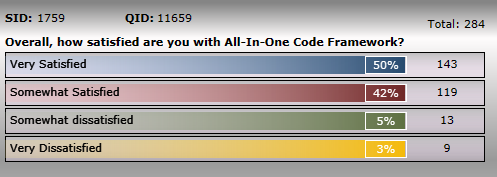 SID: 1759 QID: 11659 Total: 284
Overall, how satisfied are you with All-In-One Code Framework?
Very Satisfied 50% 143
Somewhat Satisfied 42% 119
Somewhat dissatisfied 5% 13
Very Dissatisfied 3% 9